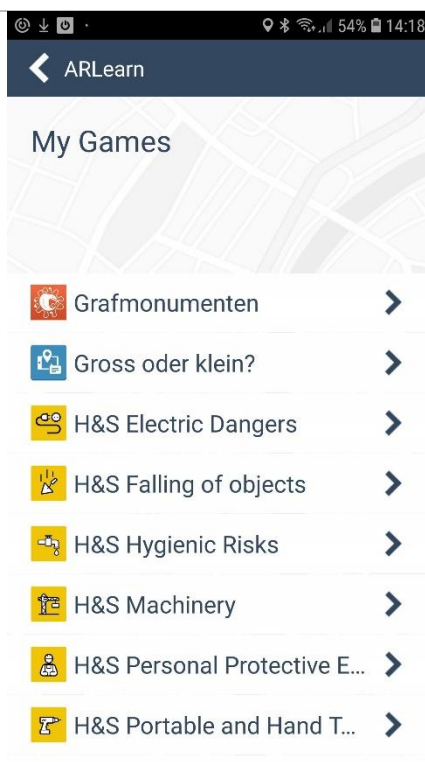 54% 14:18
ARLearn
My Games
Grafmonumenten
Gross oder klein?
H&S Electric Dangers
H&S Falling of objects
H&S Hygienic Risks
H&S Machinery
H&S Personal Protective E...
H&S Portable and Hand T...